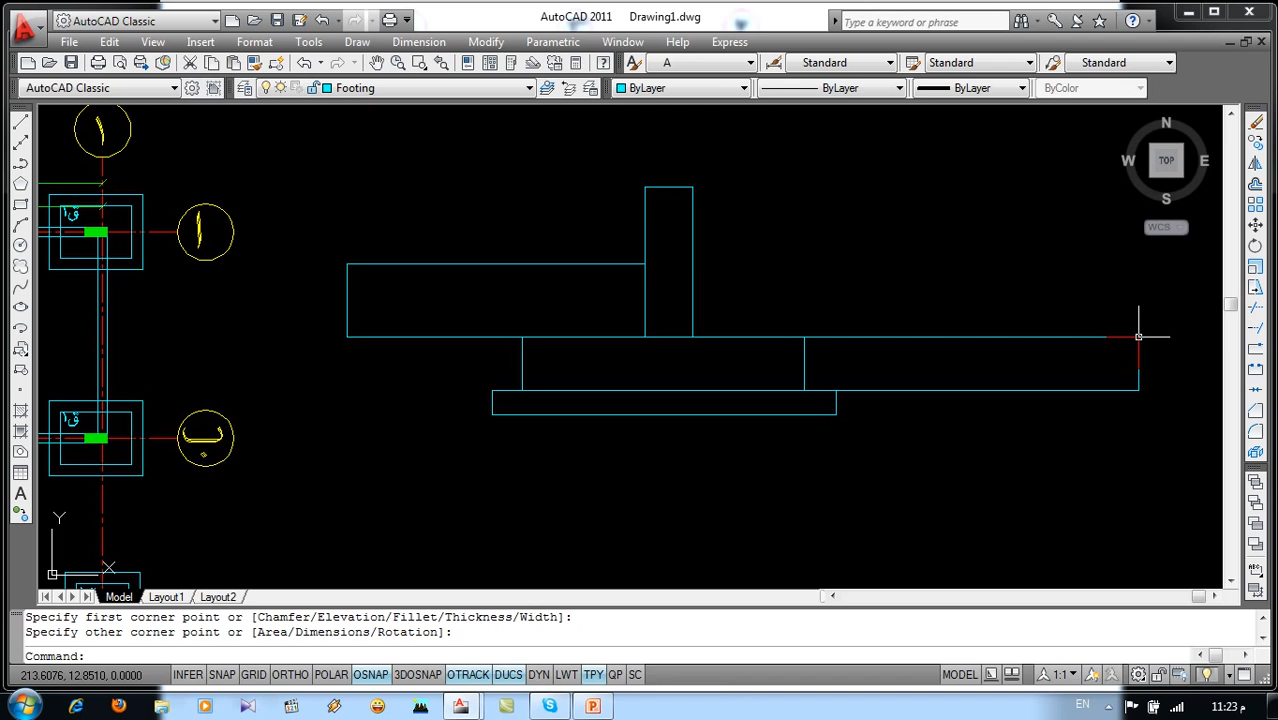 AutoCAD Classic
AutoCAD 2011 Drawing1.dwg
Type a keyword or phrase
File Edit View Insert Format Tools Draw Dimension Modify Parametric Window Help Express
A Standard Standard Standard
AutoCAD Classic Footing ByLayer ByLayer ByLayer ByColor
N
W TOP E
S
WCS
١
ق١
أ
ق١
ب
Y
X
Model Layout1 Layout2
Specify first corner point or [Chamfer/Elevation/Fillet/Thickness/Width]:
Specify other corner point or [Area/Dimensions/Rotation]:
Command:
213.6076, 12.8510, 0.0000 INFER SNAP GRID ORTHO POLAR OSNAP 3DOSNAP OTRACK DUCS DYN LWT TPY QP SC MODEL 1:1
EN 11:23 م